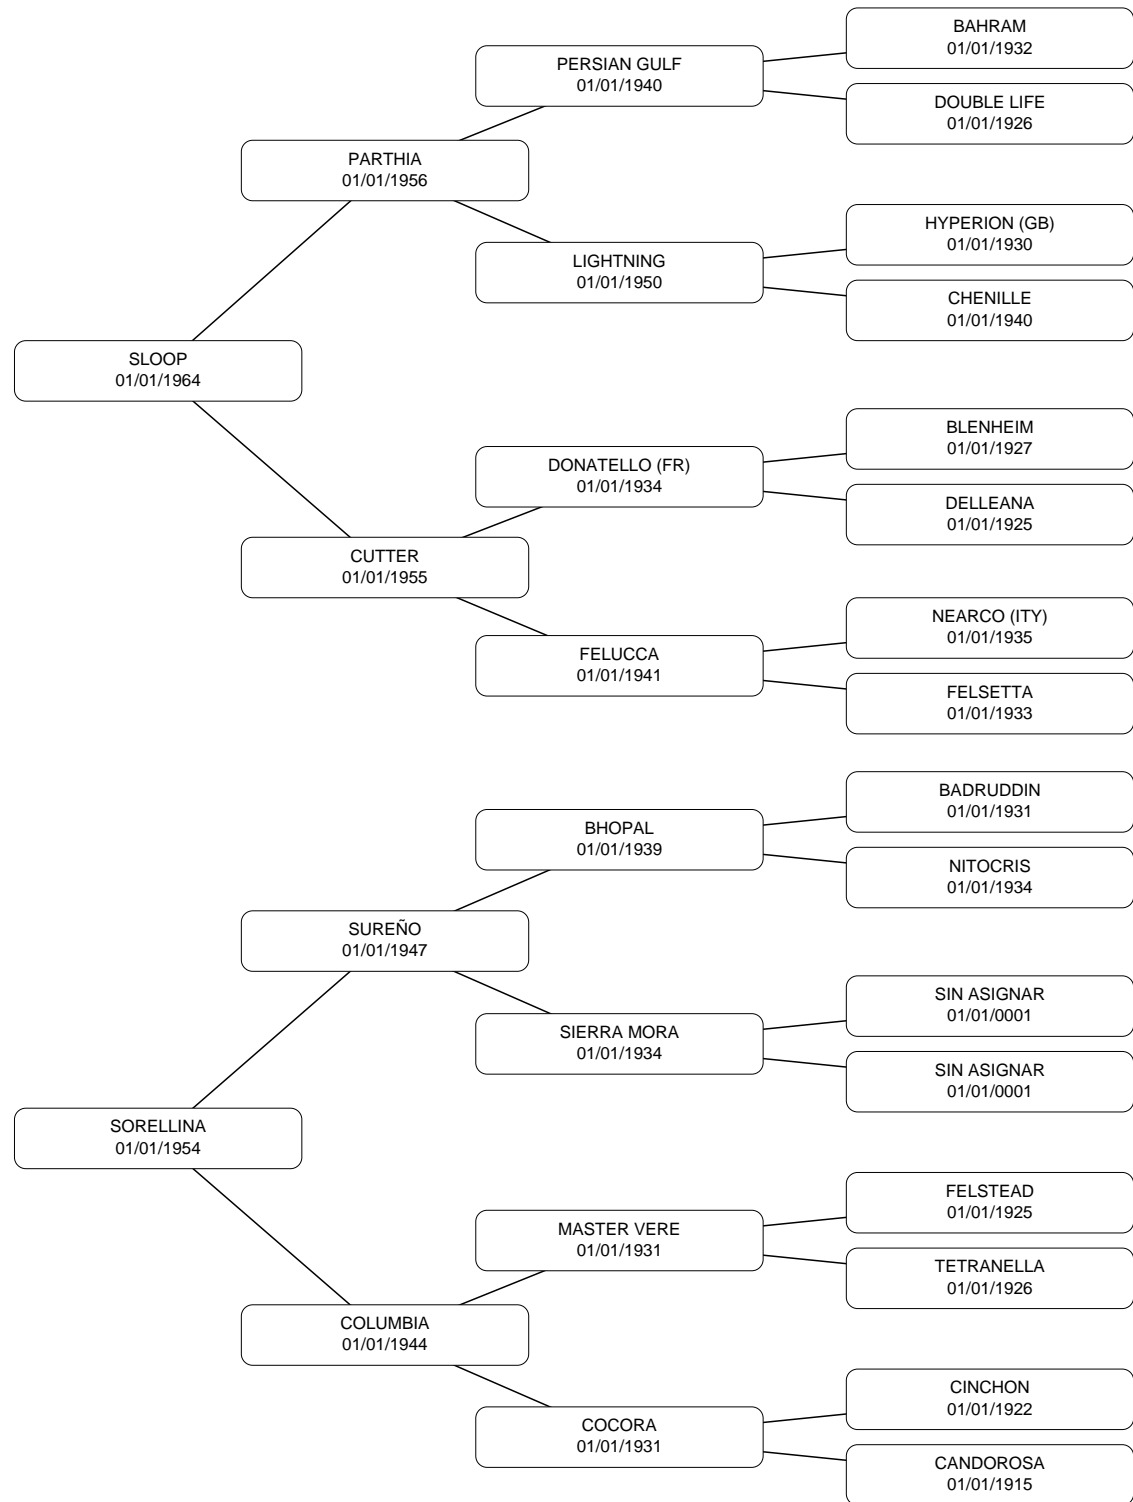 BAHRAM
01/01/1932
PERSIAN GULF
01/01/1940
DOUBLE LIFE
01/01/1926
PARTHIA
01/01/1956
HYPERION (GB)
01/01/1930
LIGHTNING
01/01/1950
CHENILLE
01/01/1940
SLOOP
01/01/1964
BLENHEIM
01/01/1927
DONATELLO (FR)
01/01/1934
DELLEANA
01/01/1925
CUTTER
01/01/1955
NEARCO (ITY)
01/01/1935
FELUCCA
01/01/1941
FELSETTA
01/01/1933
BADRUDDIN
01/01/1931
BHOPAL
01/01/1939
NITOCRIS
01/01/1934
SUREÑO
01/01/1947
SIN ASIGNAR
01/01/0001
SIERRA MORA
01/01/1934
SIN ASIGNAR
01/01/0001
SORELLINA
01/01/1954
FELSTEAD
01/01/1925
MASTER VERE
01/01/1931
TETRANELLA
01/01/1926
COLUMBIA
01/01/1944
CINCHON
01/01/1922
COCORA
01/01/1931
CANDOROSA
01/01/1915